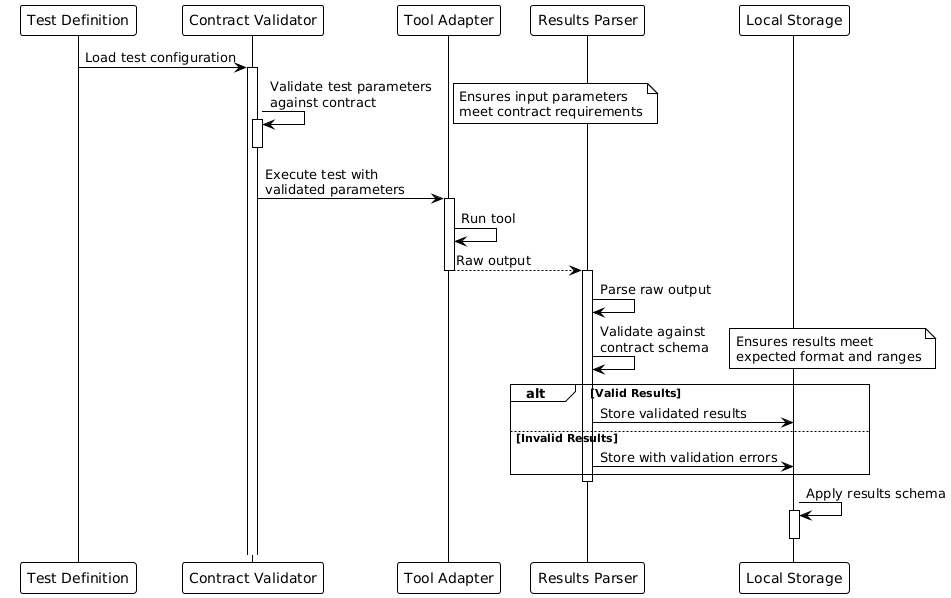 Test Definition
Contract Validator
Tool Adapter
Results Parser
Local Storage
Load test configuration
Validate test parameters
against contract
Ensures input parameters
meet contract requirements
Execute test with
validated parameters
Run tool
Raw output
Parse raw output
Validate against
contract schema
Ensures results meet
expected format and ranges
alt
[Valid Results]
Store validated results
[Invalid Results]
Store with validation errors
Apply results schema
Test Definition
Contract Validator
Tool Adapter
Results Parser
Local Storage